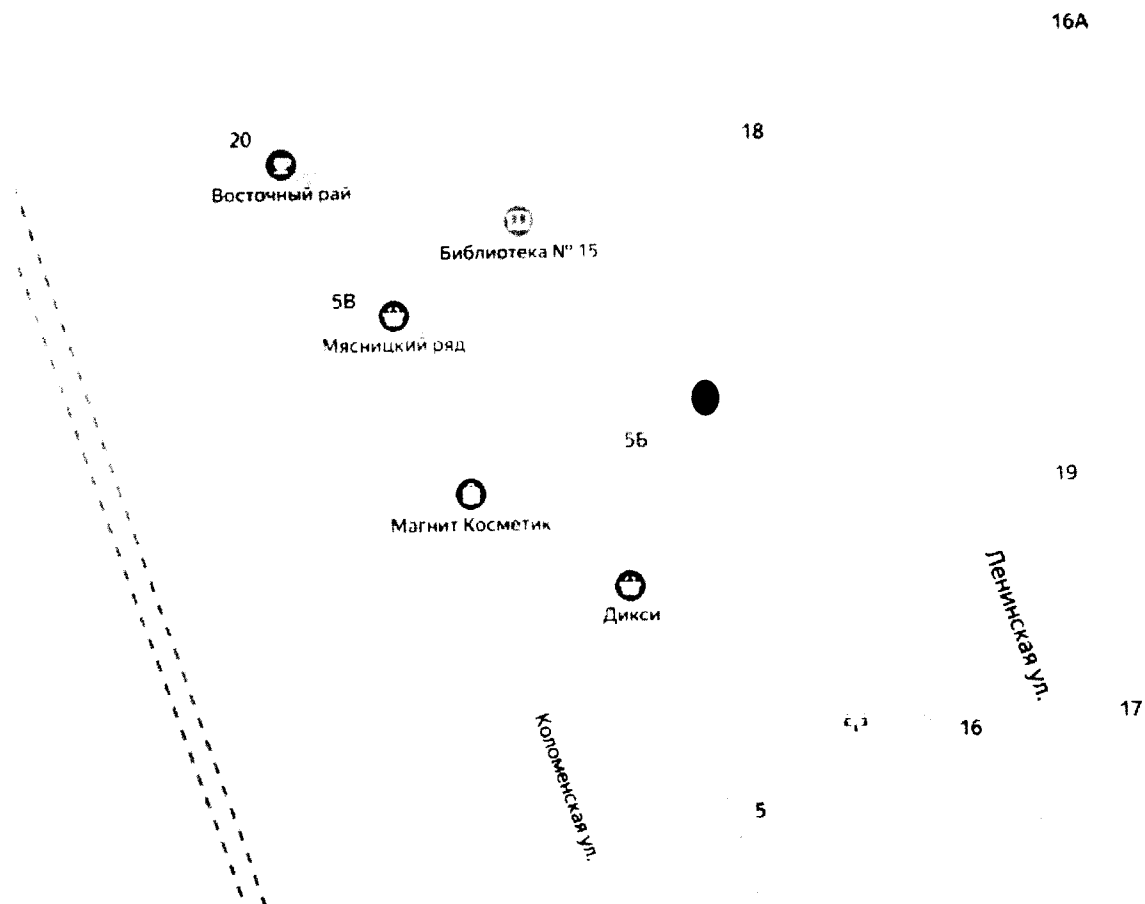 16А
18
20
Восточный рай
Библиотека № 15
5В
Мясницкий ряд
5Б
19
Магнит Косметик
Дикси
Ленинская ул.
17
16
Коломенская ул.
5